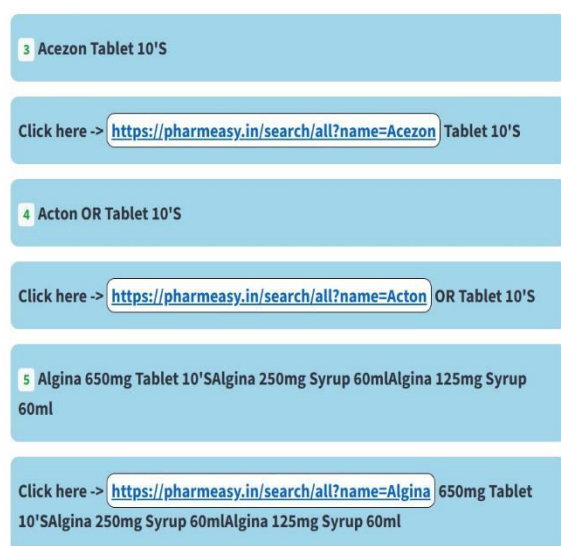 3 Acezon Tablet 10'S
Click here -> https://pharmeasy.in/search/all?name=Acezon Tablet 10'S
4 Acton OR Tablet 10'S
Click here -> https://pharmeasy.in/search/all?name=Acton OR Tablet 10'S
5 Algina 650mg Tablet 10'SAlgina 250mg Syrup 60mlAlgina 125mg Syrup
60ml
Click here -> https://pharmeasy.in/search/all?name=Algina 650mg Tablet
10'SAlgina 250mg Syrup 60mlAlgina 125mg Syrup 60ml